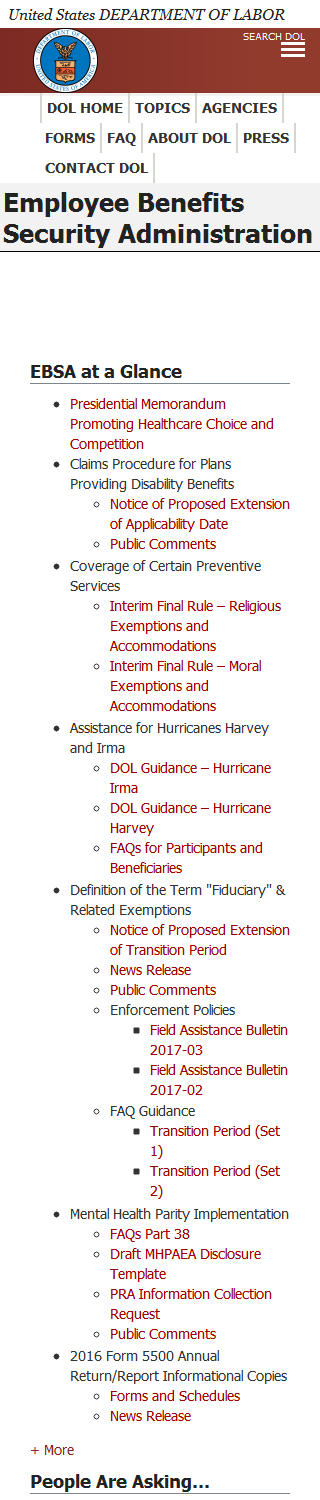 United States DEPARTMENT OF LABOR
SEARCH DOL
DOL HOME TOPICS AGENCIES
FORMS FAQ ABOUT DOL PRESS
CONTACT DOL
Employee Benefits
Security Administration
EBSA at a Glance
Presidential Memorandum
Promoting Healthcare Choice and
Competition
Claims Procedure for Plans
Providing Disability Benefits
Notice of Proposed Extension
of Applicability Date
Public Comments
Coverage of Certain Preventive
Services
Interim Final Rule – Religious
Exemptions and
Accommodations
Interim Final Rule – Moral
Exemptions and
Accommodations
Assistance for Hurricanes Harvey
and Irma
DOL Guidance – Hurricane
Irma
DOL Guidance – Hurricane
Harvey
FAQs for Participants and
Beneficiaries
Definition of the Term "Fiduciary" &
Related Exemptions
Notice of Proposed Extension
of Transition Period
News Release
Public Comments
Enforcement Policies
Field Assistance Bulletin
2017-03
Field Assistance Bulletin
2017-02
FAQ Guidance
Transition Period (Set
1)
Transition Period (Set
2)
Mental Health Parity Implementation
FAQs Part 38
Draft MHPAEA Disclosure
Template
PRA Information Collection
Request
Public Comments
2016 Form 5500 Annual
Return/Report Informational Copies
Forms and Schedules
News Release
+ More
People Are Asking...